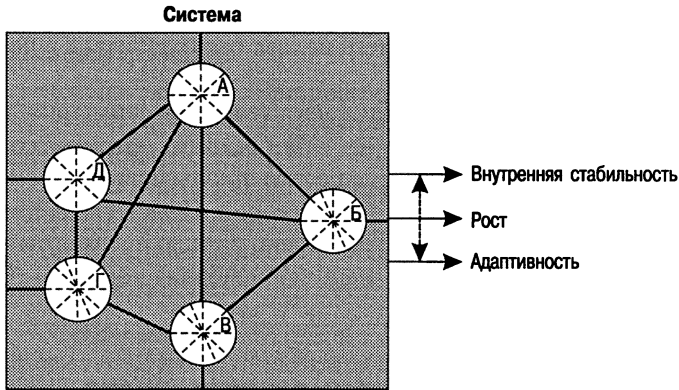 Система
А
Д
Внутренняя стабильность
Б
Рост
Адаптивность
Г
В